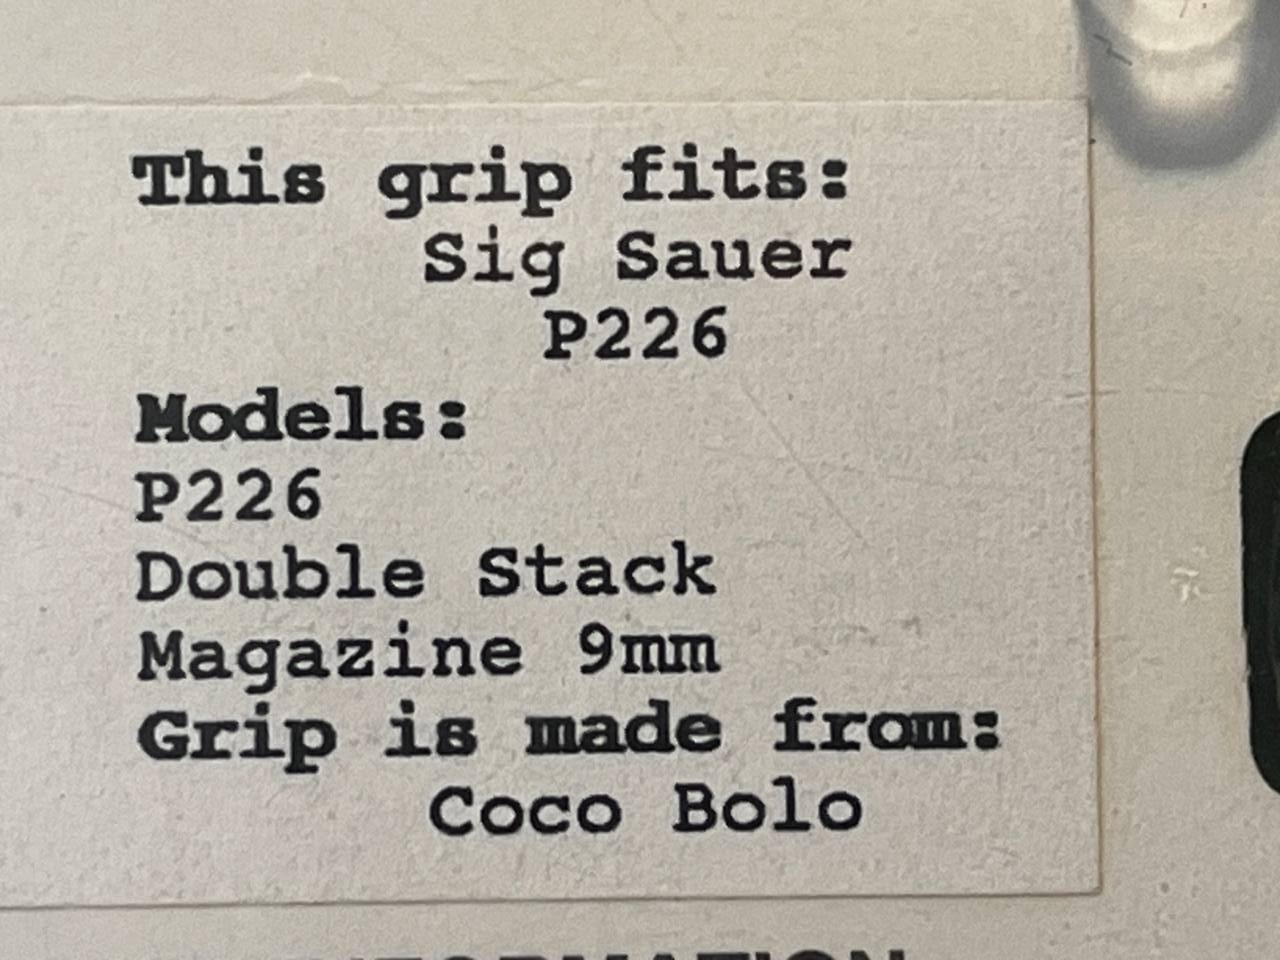 This grip fits:
Sig Sauer
P226
Models:
P226
Double Stack
Magazine 9mm
Grip is made from:
Coco Bolo